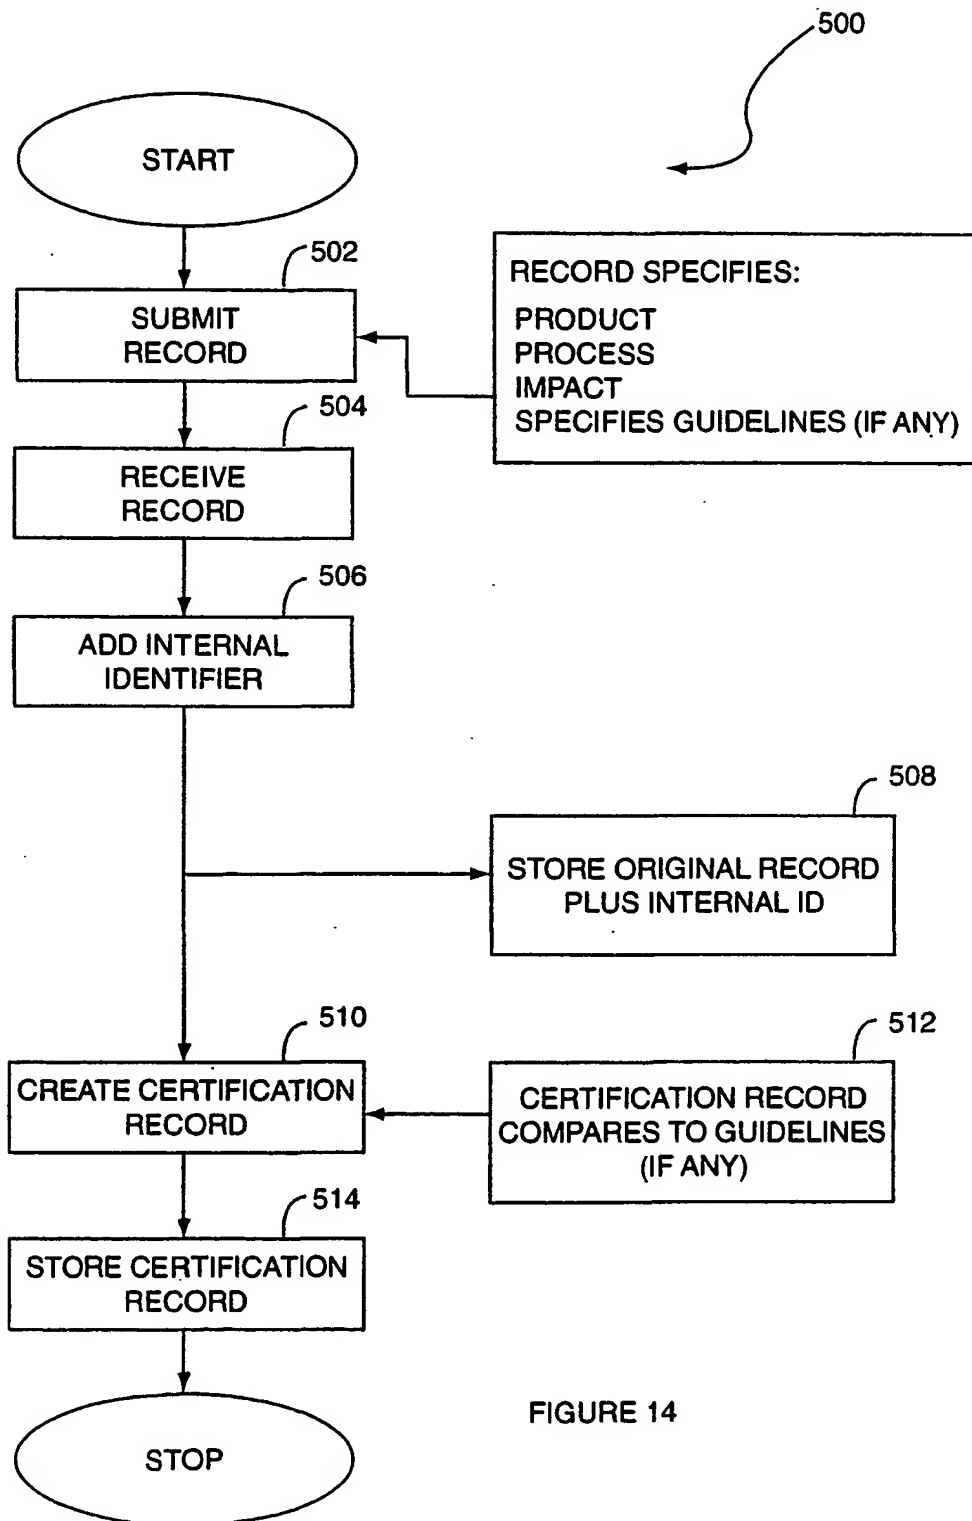 500
START
502
SUBMIT
RECORD
RECORD SPECIFIES:
PRODUCT
PROCESS
IMPACT
SPECIFIES GUIDELINES (IF ANY)
504
RECEIVE
RECORD
506
ADD INTERNAL
IDENTIFIER
508
STORE ORIGINAL RECORD
PLUS INTERNAL ID
510
CREATE CERTIFICATION
RECORD
512
CERTIFICATION RECORD
COMPARES TO GUIDELINES
(IF ANY)
514
STORE CERTIFICATION
RECORD
STOP
FIGURE 14